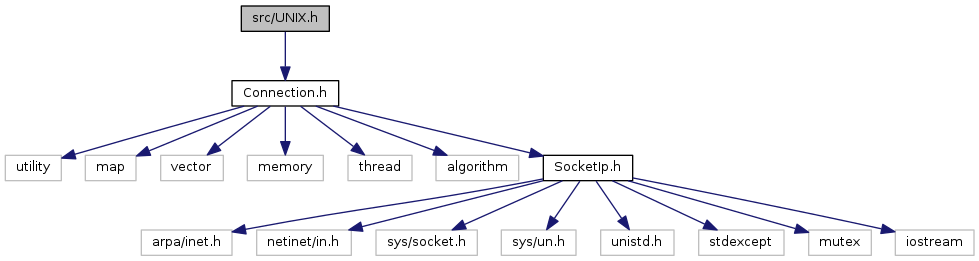 src/UNIX.h
Connection.h
utility
map
vector
memory
thread
algorithm
SocketIp.h
arpa/inet.h
netinet/in.h
sys/socket.h
sys/un.h
unistd.h
stdexcept
mutex
iostream